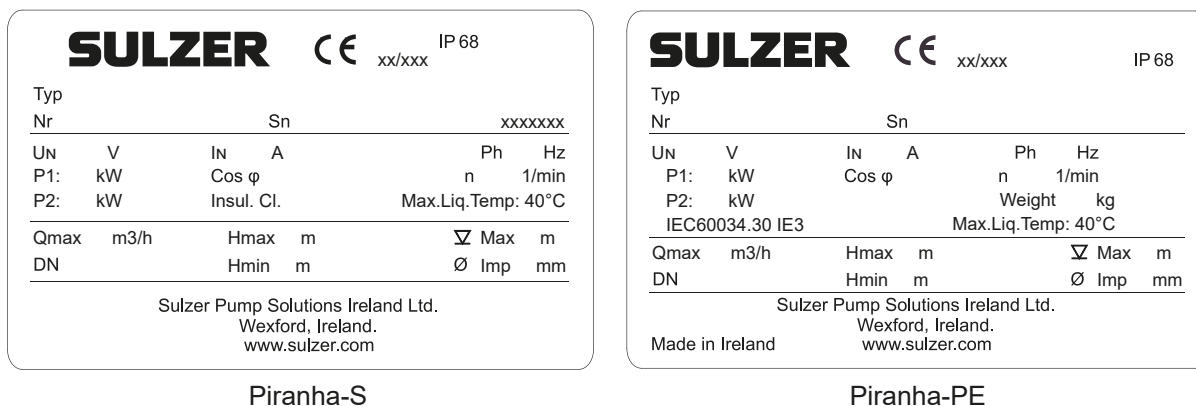 SULZER CE xx/xxx IP 68
Typ
Nr Sn xxxxxxx
UN V IN A Ph Hz
P1: kW Cos φ n 1/min
P2: kW Insul. Cl. Max.Liq.Temp: 40°C
Qmax m3/h Hmax m Max m
DN Hmin m Ø Imp mm
Sulzer Pump Solutions Ireland Ltd.
Wexford, Ireland.
www.sulzer.com
Piranha-S
SULZER CE xx/xxx IP 68
Typ
Nr Sn
UN V IN A Ph Hz
P1: kW Cos φ n 1/min
P2: kW Weight kg
IEC60034.30 IE3 Max.Liq.Temp: 40°C
Qmax m3/h Hmax m Max m
DN Hmin m Ø Imp mm
Sulzer Pump Solutions Ireland Ltd.
Wexford, Ireland.
Made in Ireland www.sulzer.com
Piranha-PE